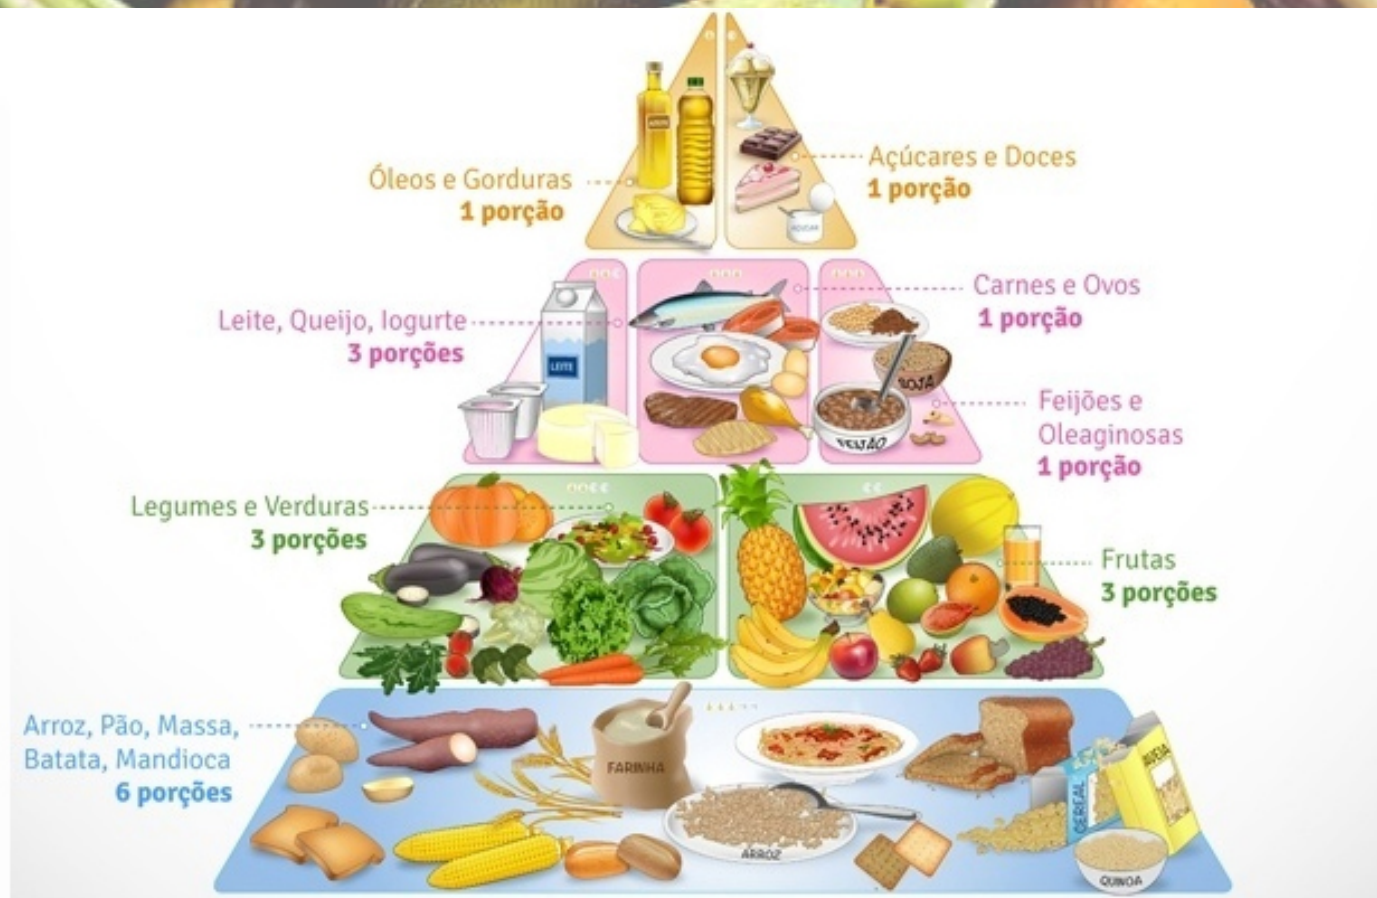 Óleos e Gorduras
1 porção
Açúcares e Doces
1 porção
AÇÚCAR
Leite, Queijo, Iogurte
3 porções
LEITE
Carnes e Ovos
1 porção
SOJA
FEIJÃO
Feijões e
Oleaginosas
1 porção
Legumes e Verduras
3 porções
Frutas
3 porções
Arroz, Pão, Massa,
Batata, Mandioca
6 porções
FARINHA
ARROZ
CEREAL
AVEIA
QUINOA